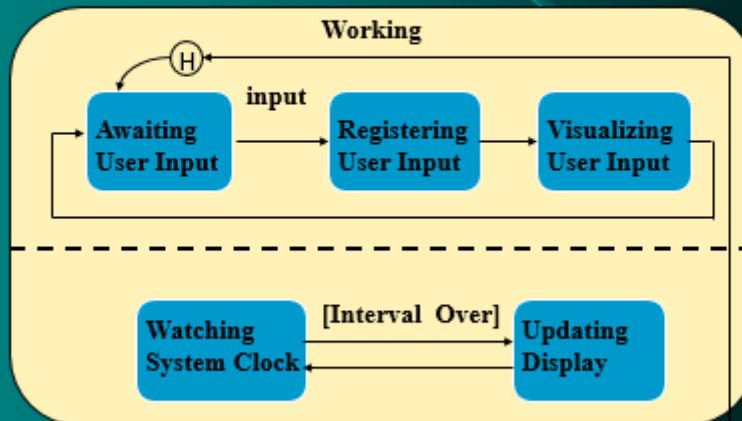 Working
H
input
Awaiting
User Input
Registering
User Input
Visualizing
User Input
[Interval Over]
Watching
System Clock
Updating
Display